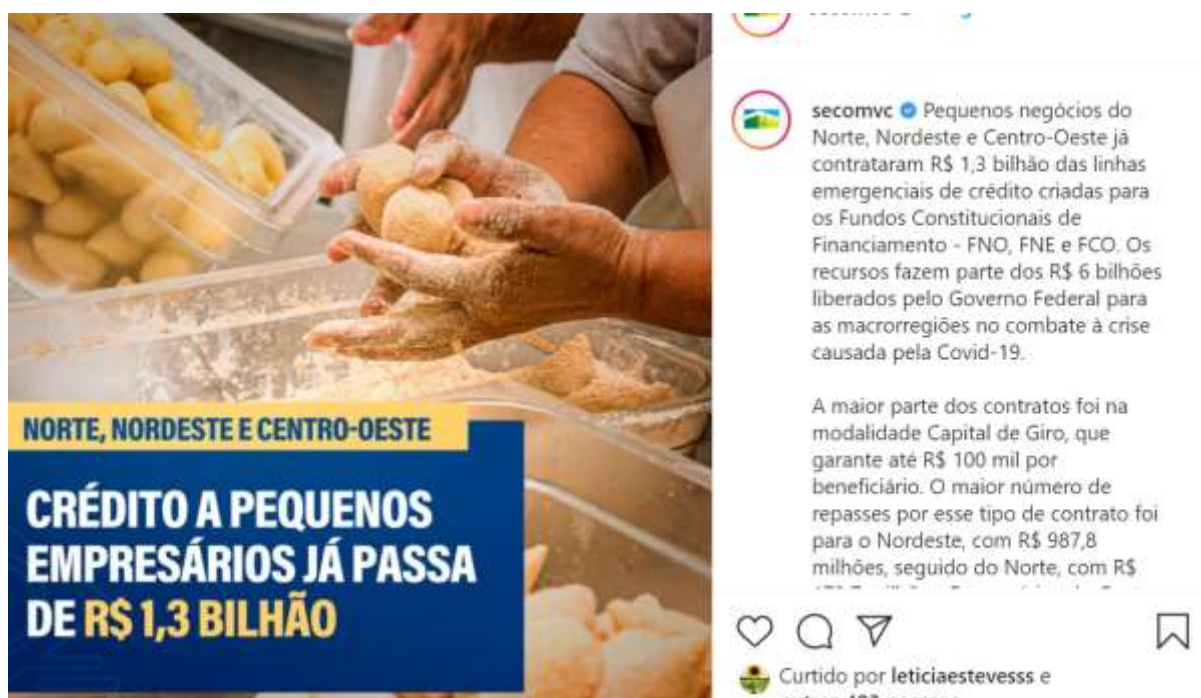 NORTE, NORDESTE E CENTRO-OESTE
CRÉDITO A PEQUENOS
EMPRESÁRIOS JÁ PASSA
DE R$ 1,3 BILHÃO
secomvc Pequenos negócios do
Norte, Nordeste e Centro-Oeste já
contrataram R$ 1,3 bilhão das linhas
emergenciais de crédito criadas para
os Fundos Constitucionais de
Financiamento - FNO, FNE e FCO. Os
recursos fazem parte dos R$ 6 bilhões
liberados pelo Governo Federal para
as macrorregiões no combate à crise
causada pela Covid-19.
A maior parte dos contratos foi na
modalidade Capital de Giro, que
garante até R$ 100 mil por
beneficiário. O maior número de
repasses por esse tipo de contrato foi
para o Nordeste, com R$ 987,8
milhões, seguido do Norte, com R$
Curtido por leticiaestevesss e